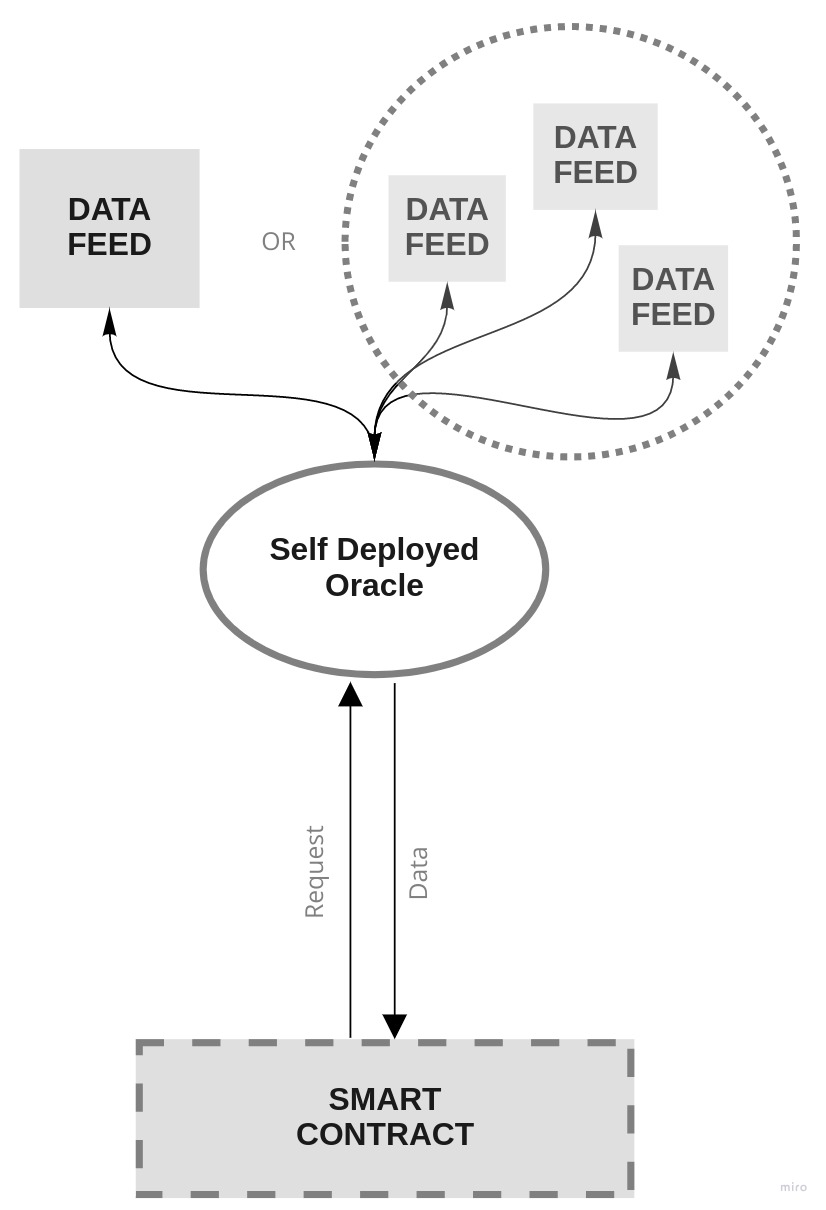 DATA
FEED
OR
DATA
FEED
DATA
FEED
DATA
FEED
Self Deployed
Oracle
Request
Data
SMART
CONTRACT
miro